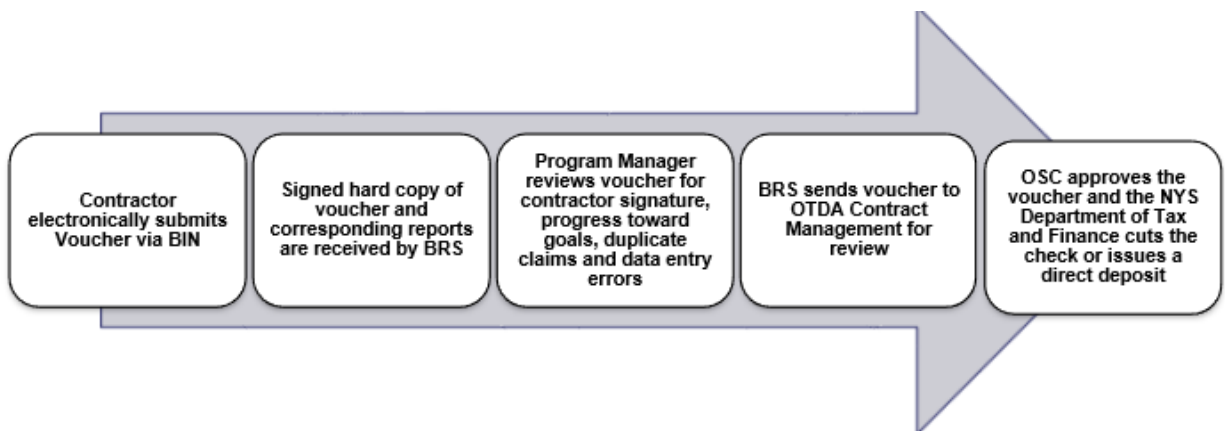 Contractor
electronically submits
Voucher via BIN
Signed hard copy of
voucher and
corresponding reports
are received by BRS
Program Manager
reviews voucher for
contractor signature,
progress toward
goals, duplicate
claims and data entry
errors
BRS sends voucher to
OTDA Contract
Management for
review
OSC approves the
voucher and the NYS
Department of Tax
and Finance cuts the
check or issues a
direct deposit